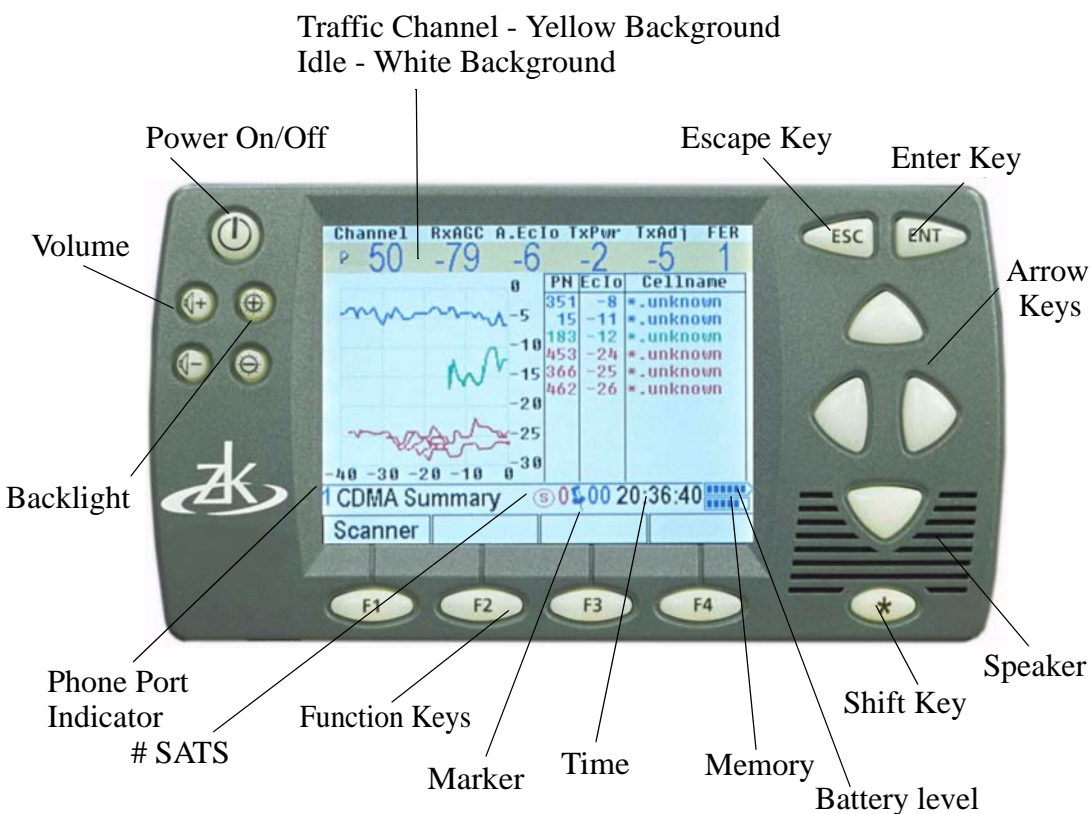 Traffic Channel - Yellow Background
Idle - White Background
Power On/Off
Escape Key
Enter Key
Volume
Arrow
Keys
ESC
ENT
Channel RxAGC A.EcIo TxPwr TxAdj FER
P 50 -79 -6 -2 -5 1
PN EcIo Cellname
351 -8 *.unknown
15 -11 *.unknown
183 -12 *.unknown
453 -24 *.unknown
366 -25 *.unknown
462 -26 *.unknown
0
-5
-10
-15
-20
-25
-30
-40 -30 -20 -10 0
ZK
Backlight
1 CDMA Summary S 00 20:36:40
Scanner
F1
F2
F3
F4
*
Speaker
Phone Port
Indicator
Function Keys
Shift Key
# SATS
Marker
Time
Memory
Battery level